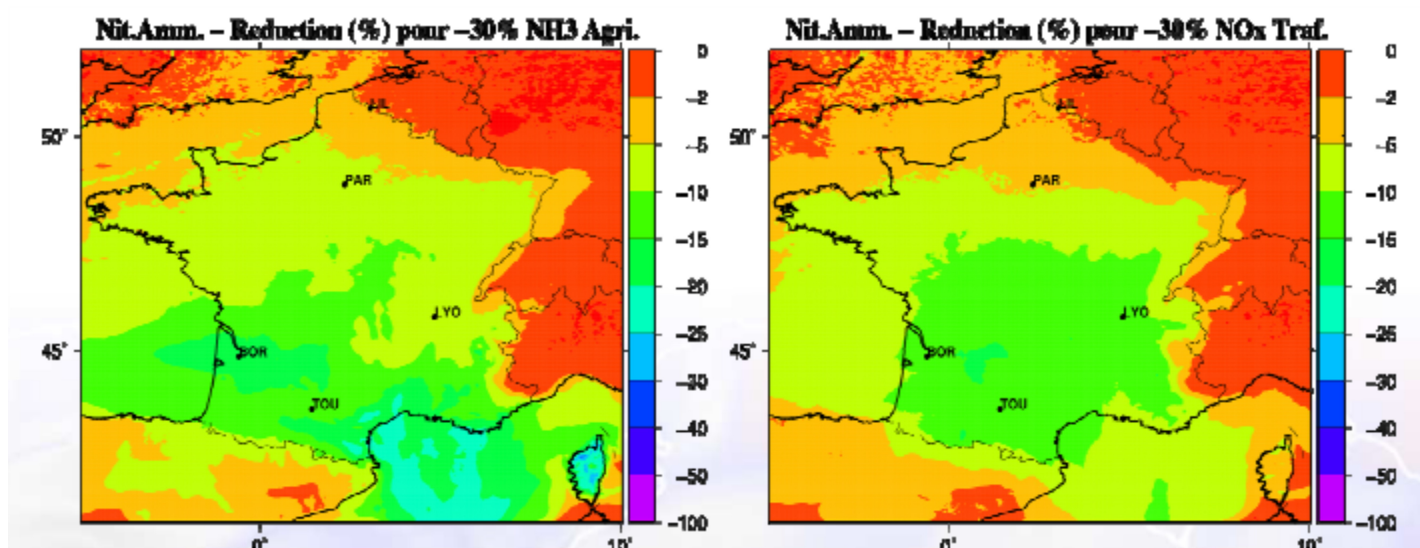 Nit.Amm. – Reduction (%) pour –30% NH3 Agri.
50°
45°
0°
10°
LIL
PAR
LYO
BOR
TOU
0
–2
–5
–10
–15
–20
–25
–30
–40
–50
–100
Nit.Amm. – Reduction (%) pour –30% NOx Traf.
50°
45°
0°
10°
LIL
PAR
LYO
BOR
TOU
0
–2
–5
–10
–15
–20
–25
–30
–40
–50
–100